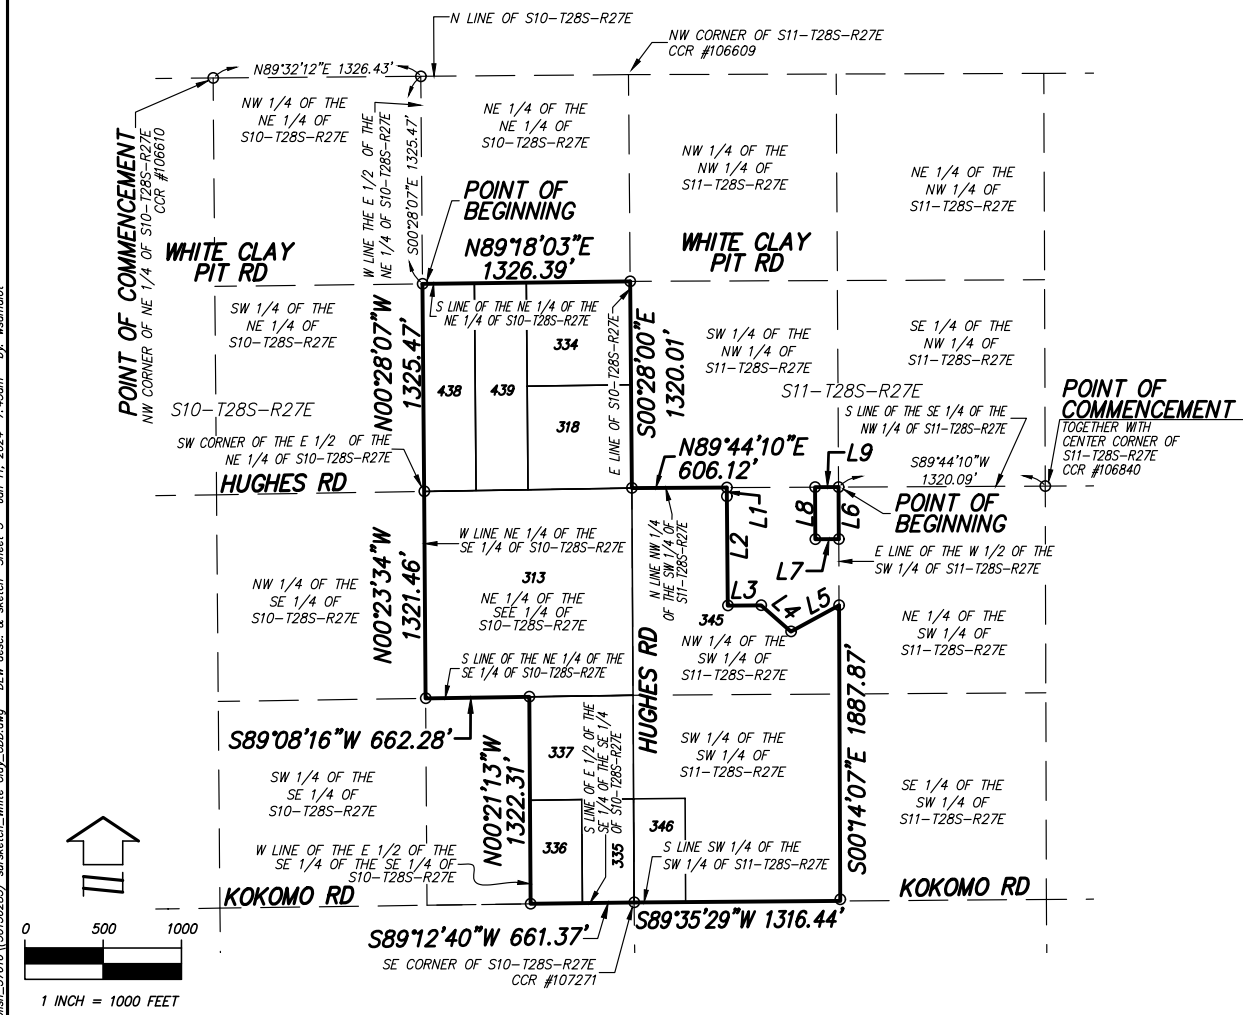 N LINE OF S10-T28S-R27E
NW CORNER OF S11-T28S-R27E
CCR #106609
N89°32'12"E 1326.43'
NW 1/4 OF THE
NE 1/4 OF
S10-T28S-R27E
NE 1/4 OF THE
NE 1/4 OF
S10-T28S-R27E
NW 1/4 OF THE
NW 1/4 OF
S11-T28S-R27E
NE 1/4 OF THE
NW 1/4 OF
S11-T28S-R27E
POINT OF COMMENCEMENT
NW CORNER OF NE 1/4 OF S10-T28S-R27E
CCR #106610
W LINE THE E 1/2 OF THE
NE 1/4 OF S10-T28S-R27E
S00°28'07"E 1325.47'
POINT OF
BEGINNING
WHITE CLAY
PIT RD
N89°18'03"E
1326.39'
WHITE CLAY
PIT RD
SW 1/4 OF THE
NE 1/4 OF
S10-T28S-R27E
N00°28'07"W
1325.47'
S LINE OF THE NE 1/4 OF THE
NE 1/4 OF S10-T28S-R27E
334
438
439
318
E LINE OF S10-T28S-R27E
S00°28'00"E
1320.01'
SW 1/4 OF THE
NW 1/4 OF
S11-T28S-R27E
SE 1/4 OF THE
NW 1/4 OF
S11-T28S-R27E
S10-T28S-R27E
S11-T28S-R27E
POINT OF
COMMENCEMENT
TOGETHER WITH
CENTER CORNER OF
S11-T28S-R27E
CCR #106840
S LINE OF THE SE 1/4 OF THE
NW 1/4 OF S11-T28S-R27E
SW CORNER OF THE E 1/2 OF THE
NE 1/4 OF S10-T28S-R27E
HUGHES RD
N89°44'10"E
606.12'
L9
S89°44'10"W
1320.09'
POINT OF
BEGINNING
L1
L2
L8
L6
L7
E LINE OF THE W 1/2 OF THE
SW 1/4 OF S11-T28S-R27E
N LINE NW 1/4
OF THE SW 1/4 OF
S11-T28S-R27E
W LINE NE 1/4 OF THE
SE 1/4 OF S10-T28S-R27E
N00°23'34"W
1321.46'
313
NE 1/4 OF THE
SEE 1/4 OF
S10-T28S-R27E
NW 1/4 OF THE
SE 1/4 OF
S10-T28S-R27E
L3
L4
L5
345
NW 1/4 OF THE
SW 1/4 OF
S11-T28S-R27E
NE 1/4 OF THE
SW 1/4 OF
S11-T28S-R27E
S LINE OF THE NE 1/4 OF THE
SE 1/4 OF S10-T28S-R27E
HUGHES RD
S89°08'16"W 662.28'
S00°14'07"E 1887.87'
N00°21'13"W
1322.31'
337
S LINE OF E 1/2 OF THE
SE 1/4 OF THE SE 1/4
OF S10-T28S-R27E
SW 1/4 OF THE
SW 1/4 OF
S11-T28S-R27E
SW 1/4 OF THE
SE 1/4 OF
S10-T28S-R27E
SE 1/4 OF THE
SW 1/4 OF
S11-T28S-R27E
336
335
346
W LINE OF THE E 1/2 OF THE
SE 1/4 OF THE SE 1/4 OF
S10-T28S-R27E
S LINE SW 1/4 OF THE
SW 1/4 OF S11-T28S-R27E
KOKOMO RD
KOKOMO RD
S89°12'40"W 661.37'
S89°35'29"W 1316.44'
SE CORNER OF S10-T28S-R27E
CCR #107271
0 500 1000
1 INCH = 1000 FEET